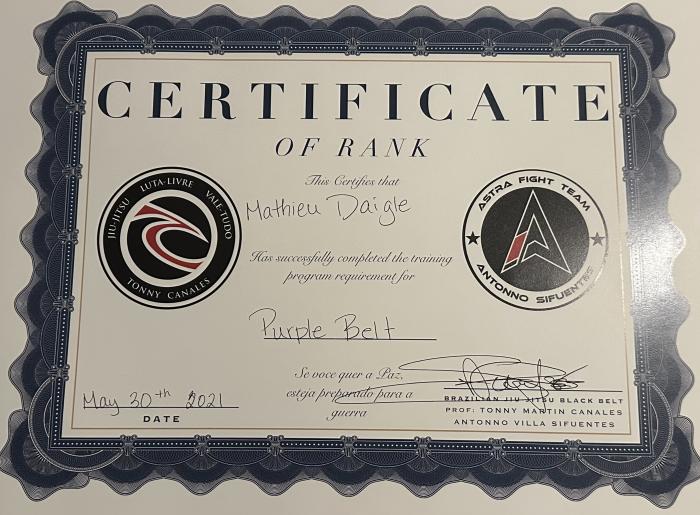 CERTIFICATE
OF RANK
This Certifies that
Mathieu Daigle
JIU-JITSU LUTA-LIVRE VALE-TUDO
TONNY CANALES
ASTRA FIGHT TEAM
ANTONNO SIFUENTES
Has successfully completed the training
program requirement for
Purple Belt
Se voce quer a Paz,
esteja preparado para a
guerra
May 30th 2021
DATE
BRAZILIAN JIU JITSU BLACK BELT
PROF: TONNY MARTIN CANALES
ANTONNO VILLA SIFUENTES